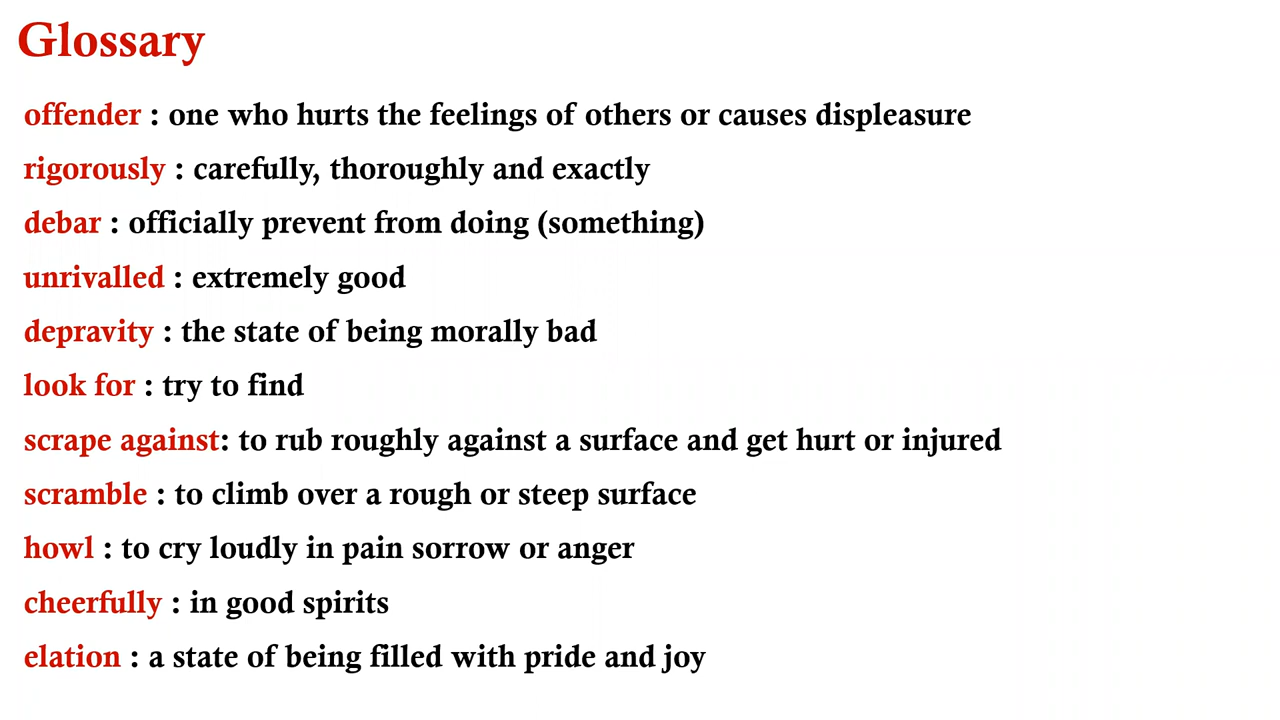 Glossary
offender : one who hurts the feelings of others or causes displeasure
rigorously : carefully, thoroughly and exactly
debar : officially prevent from doing (something)
unrivalled : extremely good
depravity : the state of being morally bad
look for : try to find
scrape against: to rub roughly against a surface and get hurt or injured
scramble : to climb over a rough or steep surface
howl : to cry loudly in pain sorrow or anger
cheerfully : in good spirits
elation : a state of being filled with pride and joy